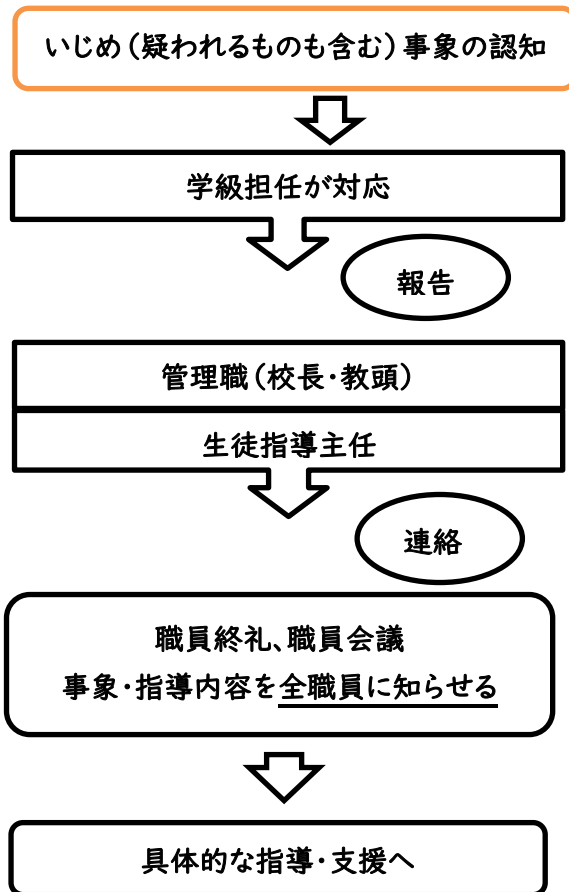 いじめ（疑われるものも含む）事象の認知
学級担任が対応
報告
管理職（校長・教頭）
生徒指導主任
連絡
職員終礼、職員会議
事象・指導内容を全職員に知らせる
具体的な指導・支援へ